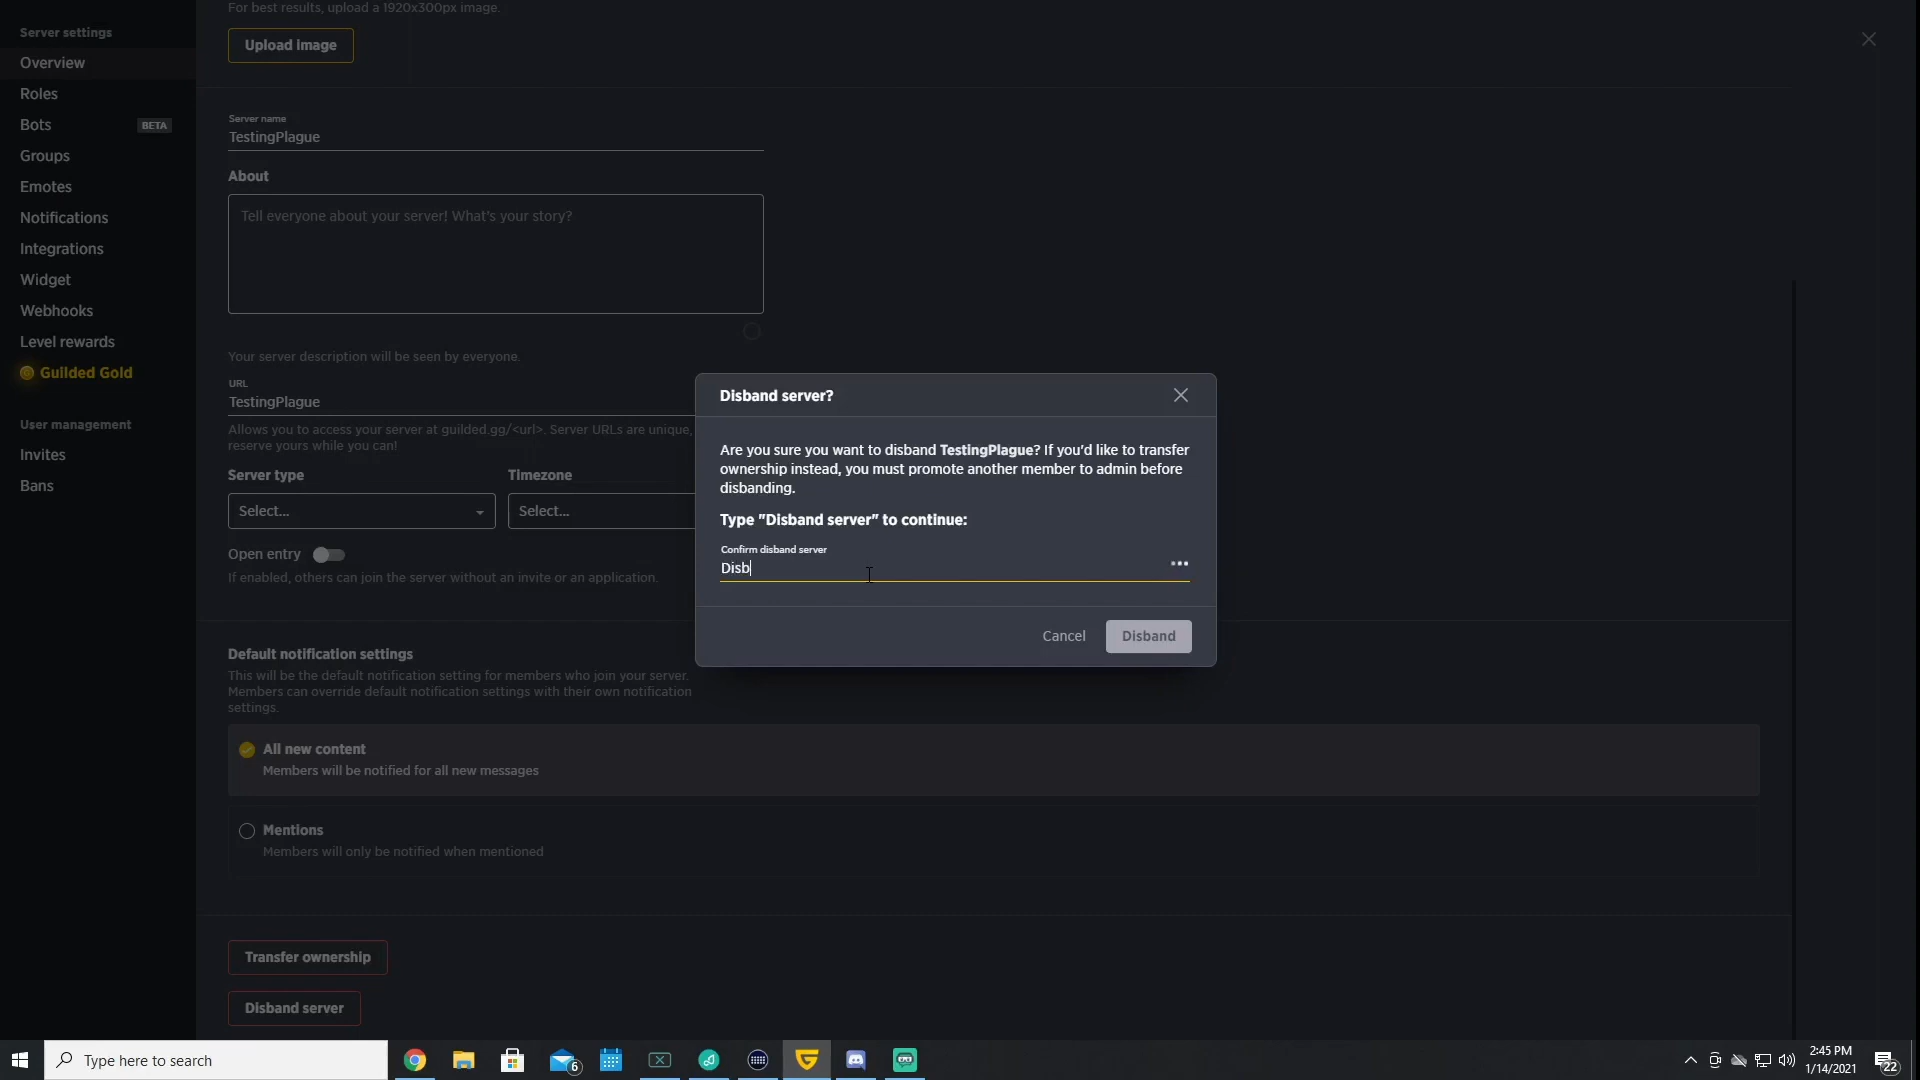 For best results, upload a 1920x300px image.
Server settings
Upload image
Overview
Roles
Bots
BETA
Groups
Emotes
Notifications
Integrations
Widget
Webhooks
Level rewards
Guilded Gold
User management
Invites
Bans
Server name
TestingPlague
About
Tell everyone about your server! What's your story?
Your server description will be seen by everyone.
URL
TestingPlague
Allows you to access your server at guilded.gg/<url>. Server URLs are unique,
reserve yours while you can!
Server type
Timezone
Select...
Select...
Open entry
If enabled, others can join the server without an invite or an application.
Default notification settings
This will be the default notification setting for members who join your server.
Members can override default notification settings with their own notification
settings.
All new content
Members will be notified for all new messages
Mentions
Members will only be notified when mentioned
Transfer ownership
Disband server
Disband server?
Are you sure you want to disband TestingPlague? If you'd like to transfer
ownership instead, you must promote another member to admin before
disbanding.
Type "Disband server" to continue:
Confirm disband server
Disb
Cancel
Disband
Type here to search
6
2:45 PM
1/14/2021
22